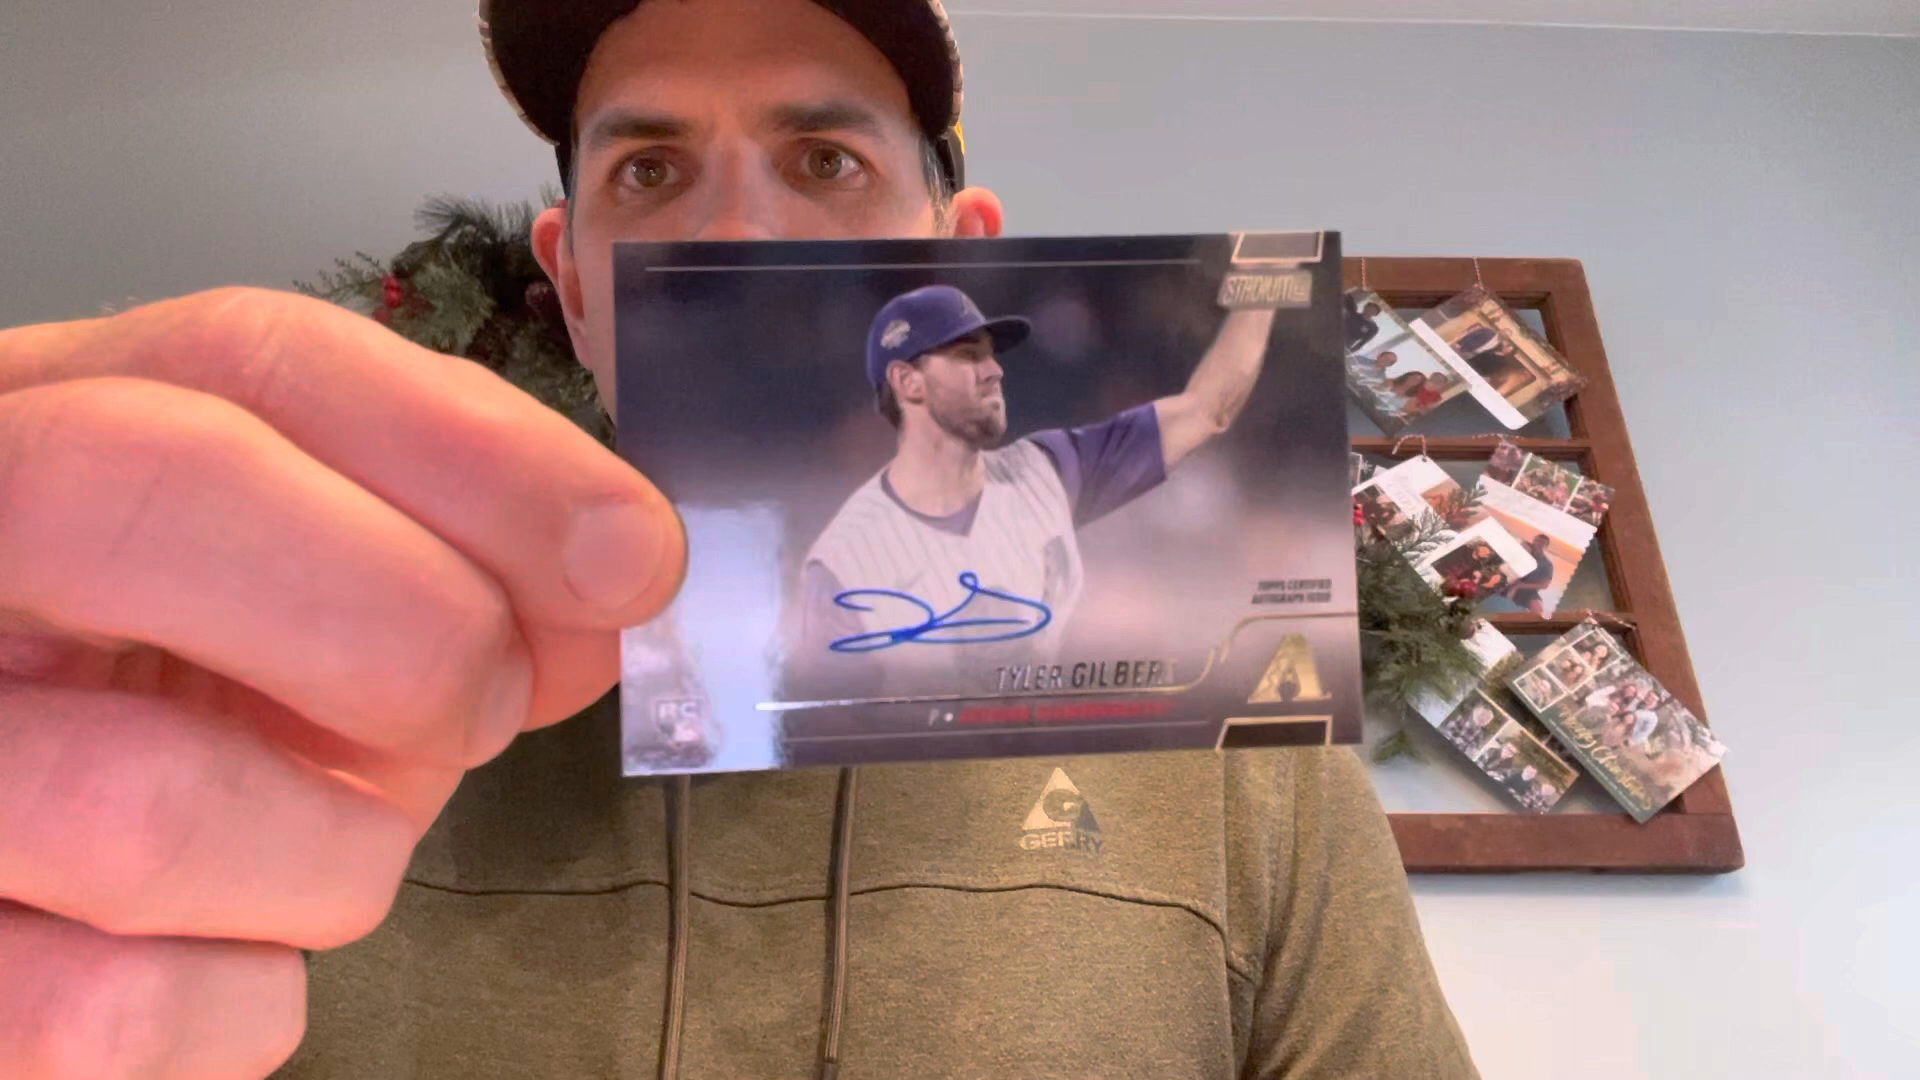 STADIUM
TOPPS CERTIFIED
AUTOGRAPH ISSUE
TYLER GILBERT
RC
P •
A
G
GERRY